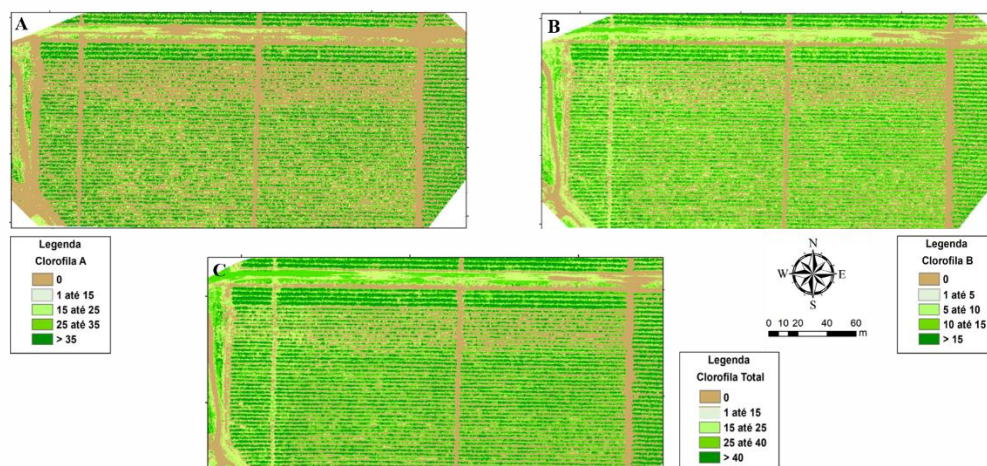 A
B
Legenda
Clorofila A
0
1 até 15
15 até 25
25 até 35
> 35
C
N
W
E
S
0 10 20 40 60
m
Legenda
Clorofila B
0
1 até 5
5 até 10
10 até 15
> 15
Legenda
Clorofila Total
0
1 até 15
15 até 25
25 até 40
> 40